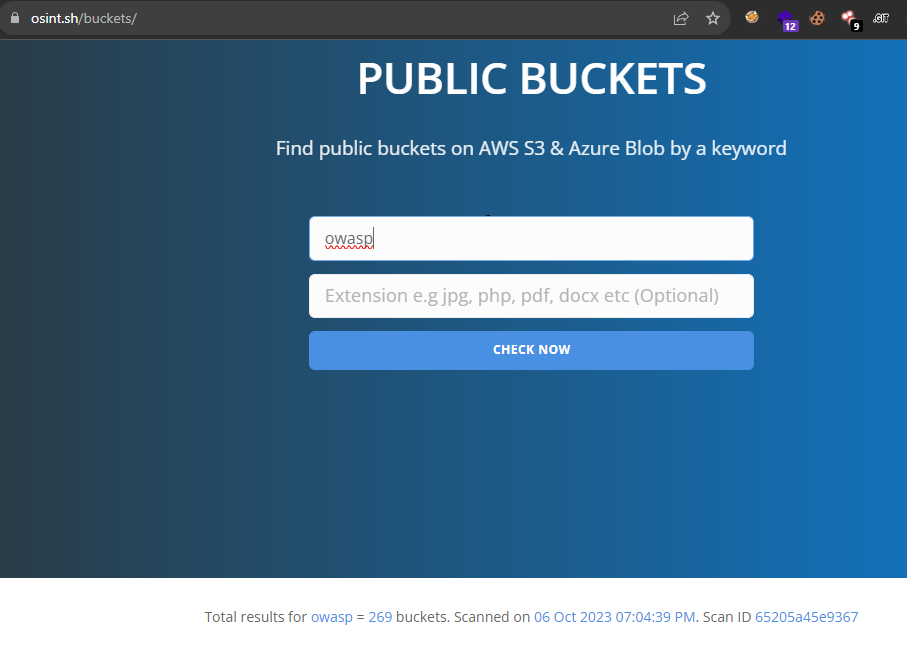 osint.sh/buckets/
12
9
.GIT
PUBLIC BUCKETS
Find public buckets on AWS S3 & Azure Blob by a keyword
owasp
Extension e.g jpg, php, pdf, docx etc (Optional)
CHECK NOW
Total results for owasp = 269 buckets. Scanned on 06 Oct 2023 07:04:39 PM. Scan ID 65205a45e9367